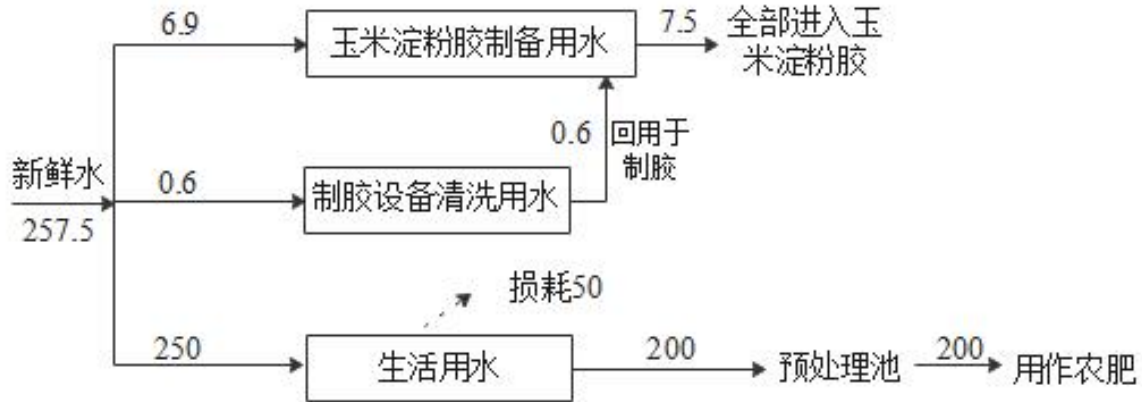 6.9
玉米淀粉胶制备用水
7.5
全部进入玉
米淀粉胶
0.6
回用于
制胶
新鲜水
257.5
0.6
制胶设备清洗用水
损耗50
250
生活用水
200
预处理池
200
用作农肥